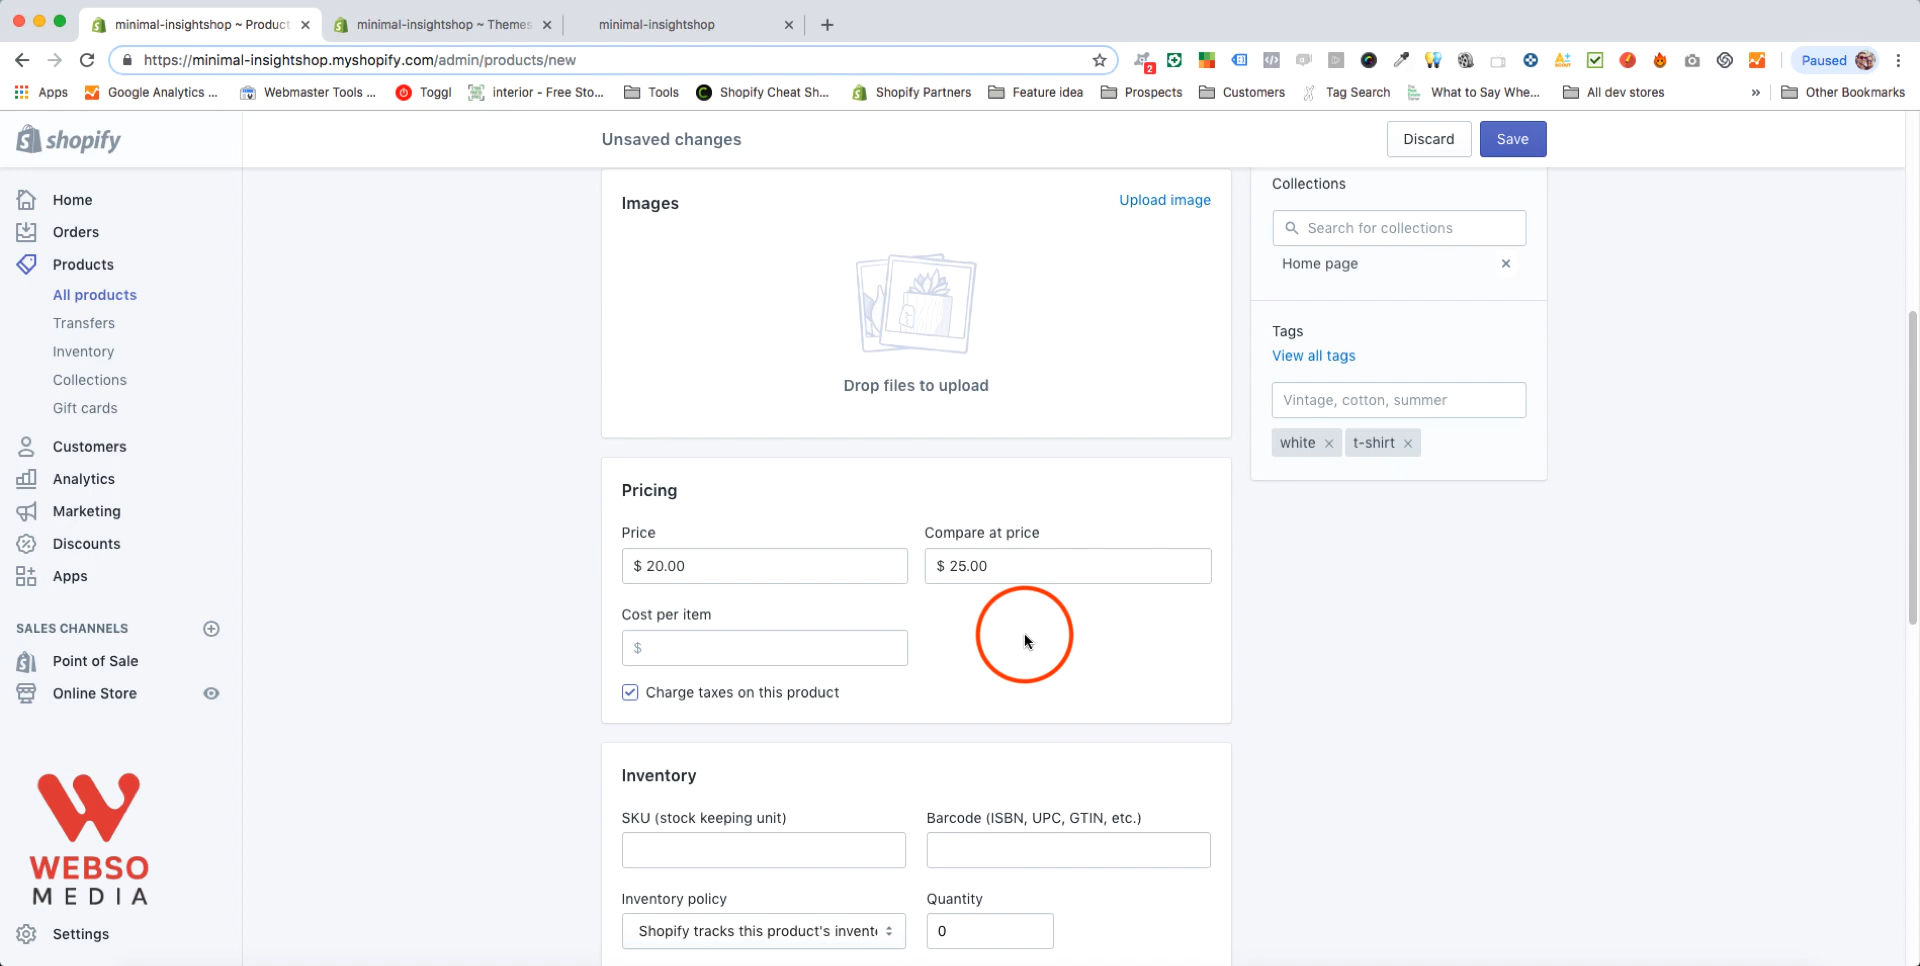 minimal-insightshop ~ Product
minimal-insightshop ~ Themes
minimal-insightshop
https://minimal-insightshop.myshopify.com/admin/products/new
2
Paused
Apps
Google Analytics ...
Webmaster Tools ...
Toggl
interior - Free Sto...
Tools
Shopify Cheat Sh...
Shopify Partners
Feature idea
Prospects
Customers
Tag Search
What to Say Whe...
All dev stores
»
Other Bookmarks
shopify
Unsaved changes
Discard
Save
Home
Orders
Products
All products
Transfers
Inventory
Collections
Gift cards
Customers
Analytics
Marketing
Discounts
Apps
SALES CHANNELS
Point of Sale
Online Store
WEBSO
MEDIA
Settings
Images
Upload image
Drop files to upload
Pricing
Price
Compare at price
$ 20.00
$ 25.00
Cost per item
$
Charge taxes on this product
Inventory
SKU (stock keeping unit)
Barcode (ISBN, UPC, GTIN, etc.)
Inventory policy
Quantity
Shopify tracks this product's invent
0
Collections
Search for collections
Home page
Tags
View all tags
Vintage, cotton, summer
white
t-shirt